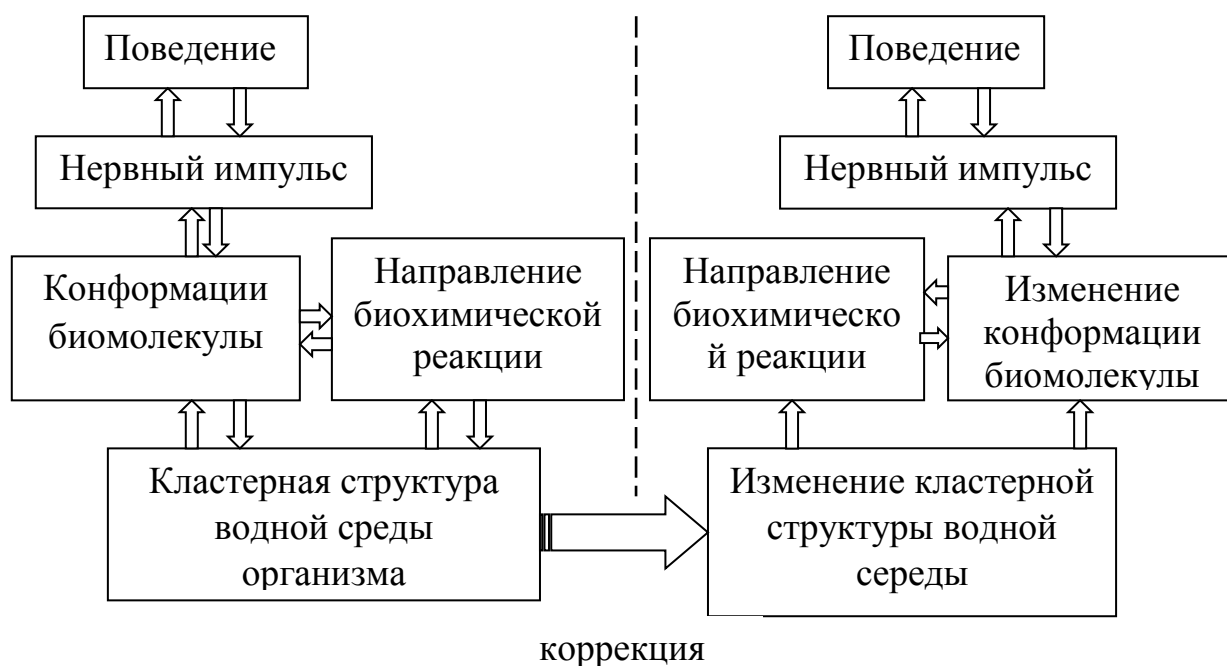 Поведение
Нервный импульс
Конформации
биомолекулы
Направление
биохимической
реакции
Кластерная структура
водной среды
организма
Поведение
Нервный импульс
Направление
биохимическо
й реакции
Изменение
конформации
биомолекулы
Изменение кластерной
структуры водной
середы
коррекция